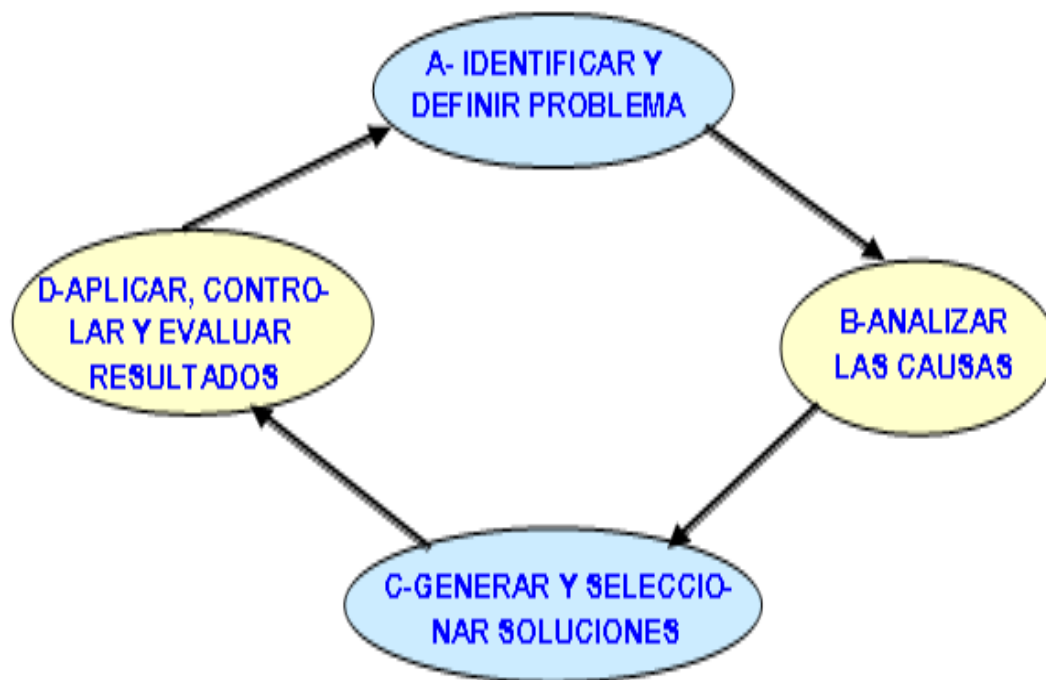 A- IDENTIFICAR Y
DEFINIR PROBLEMA
B-ANALIZAR
LAS CAUSAS
C-GENERAR Y SELECCIO-
NAR SOLUCIONES
D-APLICAR, CONTRO-
LAR Y EVALUAR
RESULTADOS